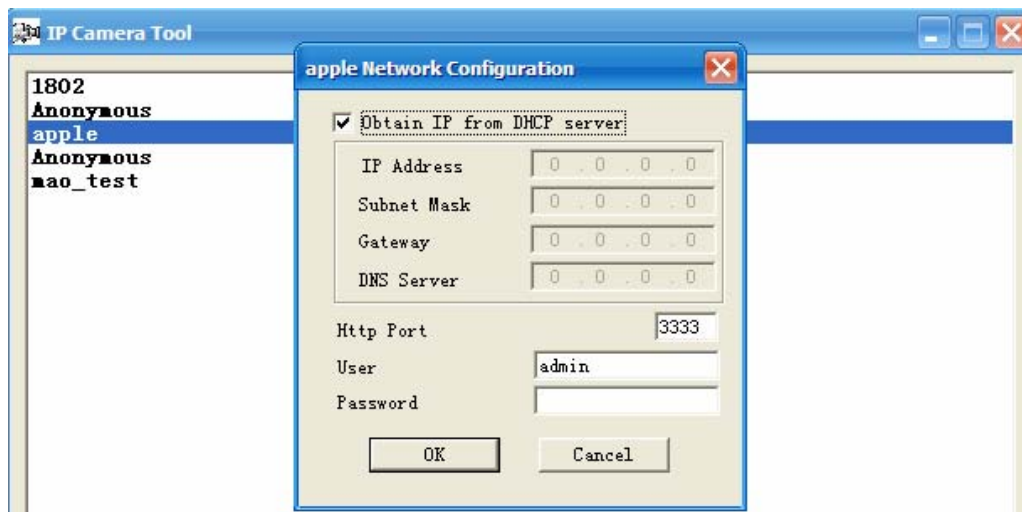 IP Camera Tool
1802
Anonymous
apple
Anonymous
mao_test
apple Network Configuration
Obtain IP from DHCP server
IP Address 0 . 0 . 0 . 0
Subnet Mask 0 . 0 . 0 . 0
Gateway 0 . 0 . 0 . 0
DNS Server 0 . 0 . 0 . 0
Http Port 3333
User admin
Password
OK Cancel